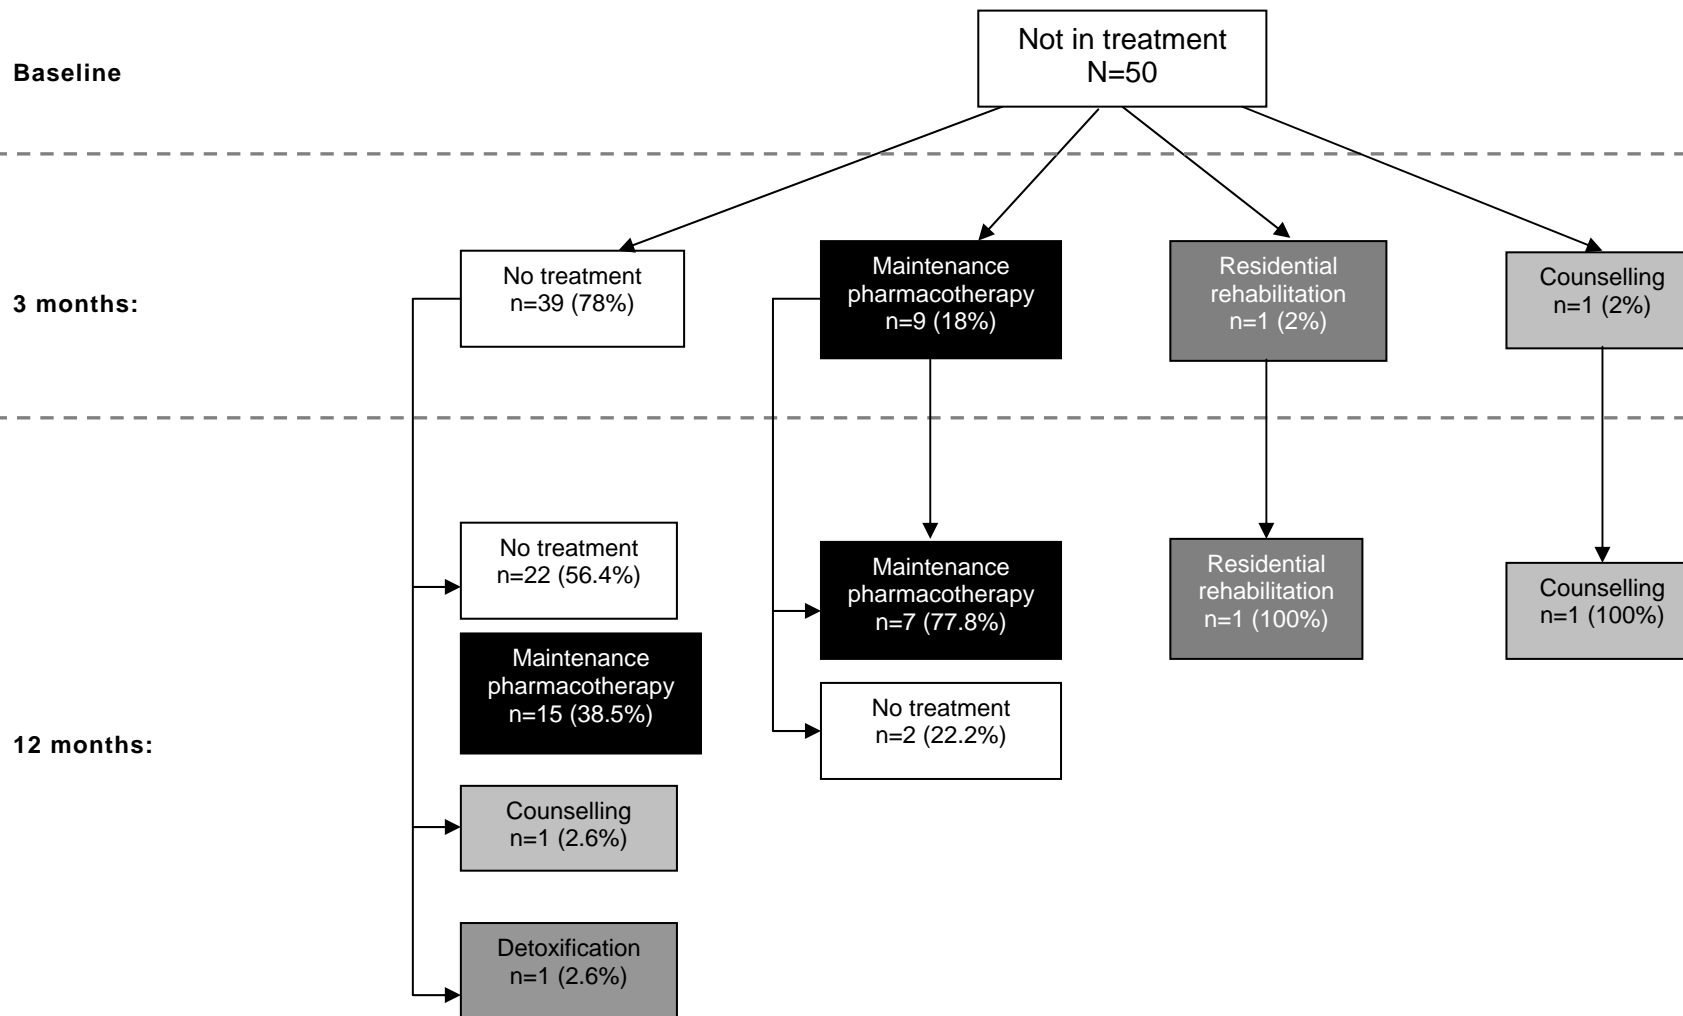 Not in treatment
N=50
Baseline
3 months:
No treatment
n=39 (78%)
Maintenance
pharmacotherapy
n=9 (18%)
Residential
rehabilitation
n=1 (2%)
Counselling
n=1 (2%)
12 months:
No treatment
n=22 (56.4%)
Maintenance
pharmacotherapy
n=15 (38.5%)
Counselling
n=1 (2.6%)
Detoxification
n=1 (2.6%)
Maintenance
pharmacotherapy
n=7 (77.8%)
No treatment
n=2 (22.2%)
Residential
rehabilitation
n=1 (100%)
Counselling
n=1 (100%)